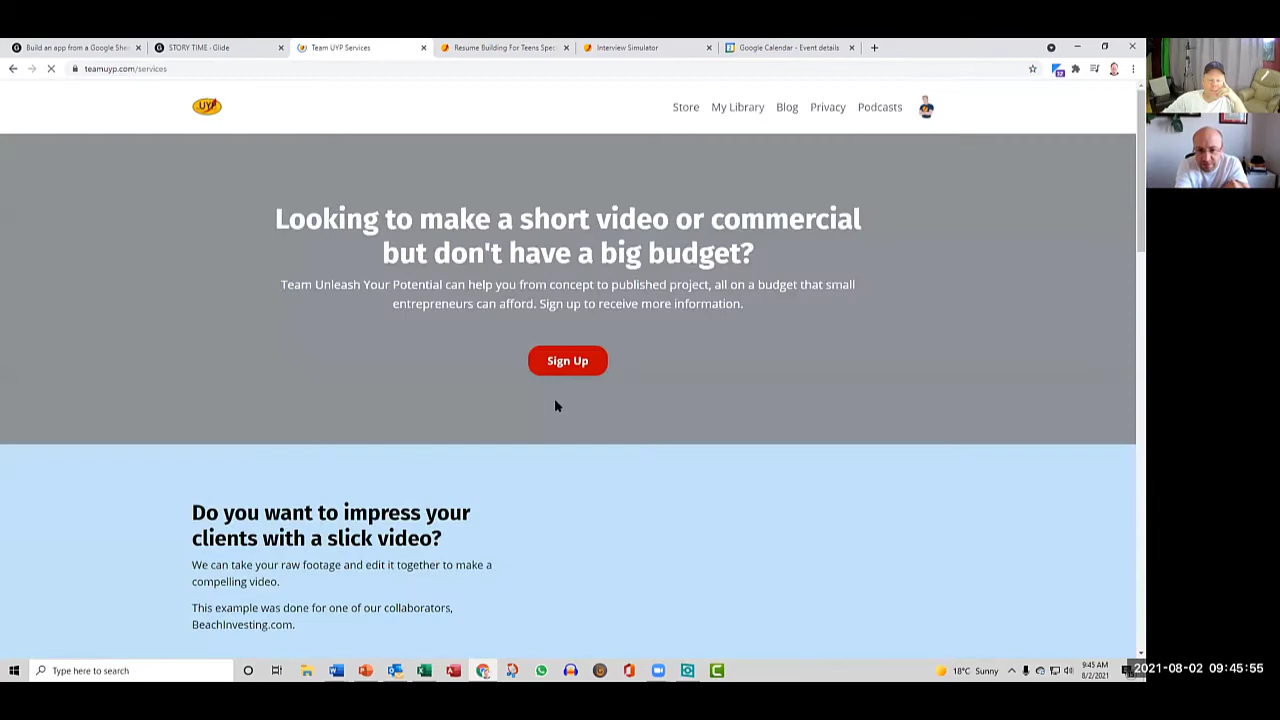 Build an app from a Google She
STORY TIME - Glide
Team UYP Services
Resume Building For Teens Spec
Interview Simulator
Google Calendar - Event details
teamuyp.com/services
12
UYP
Store
My Library
Blog
Privacy
Podcasts
Looking to make a short video or commercial
but don't have a big budget?
Team Unleash Your Potential can help you from concept to published project, all on a budget that small
entrepreneurs can afford. Sign up to receive more information.
Sign Up
Do you want to impress your
clients with a slick video?
We can take your raw footage and edit it together to make a
compelling video.
This example was done for one of our collaborators,
BeachInvesting.com.
Type here to search
18°C Sunny
9:45 AM
8/2/2021
2021-08-02 09:45:55